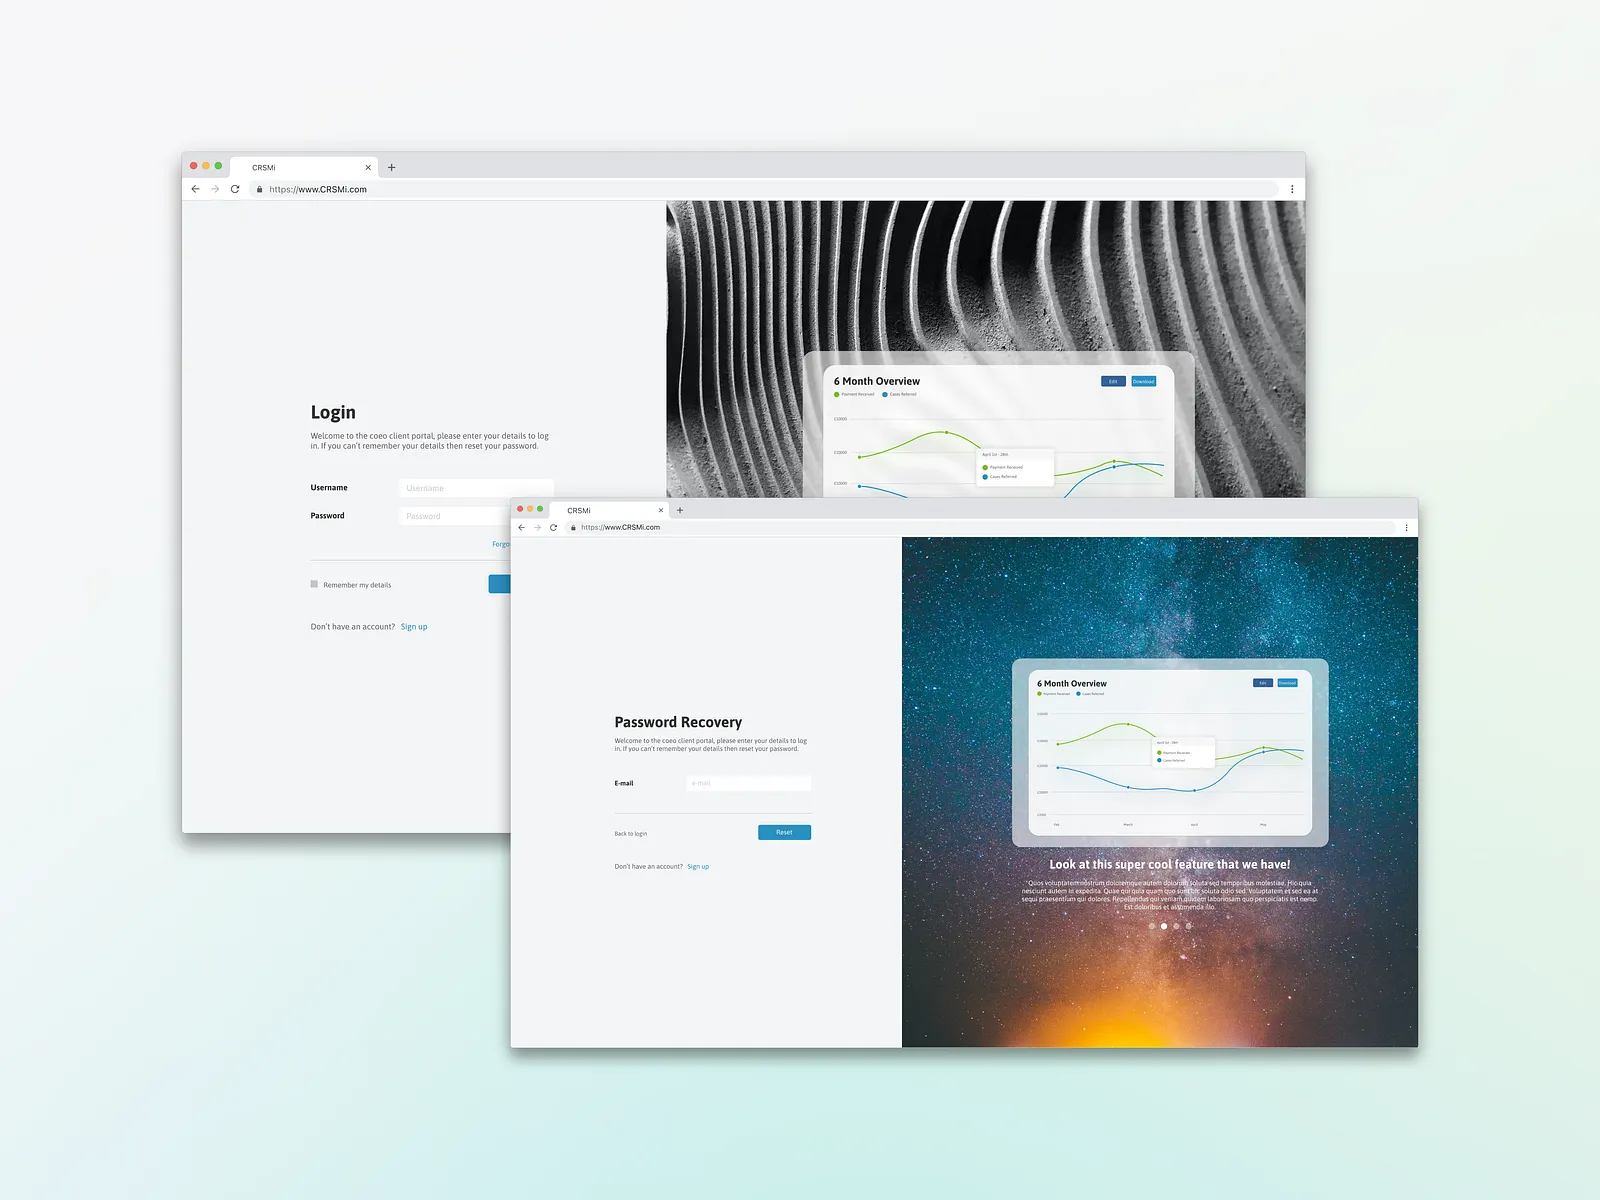 CRSMi
https://www.CRSMi.com
Login
Welcome to the coeo client portal, please enter your details to log
in. If you can't remember your details then reset your password.
Username
Username
Password
Password
Forgo
Remember my details
Don't have an account? Sign up
6 Month Overview
Edit
Download
Payment Received
Cases Referred
£10000
£10000
April 1st - 28th
Payment Received
Cases Referred
£10000
CRSMi
https://www.CRSMi.com
Password Recovery
Welcome to the coeo client portal, please enter your details to log
in. If you can't remember your details then reset your password.
E-mail
e-mail
Back to login
Reset
Don't have an account? Sign up
6 Month Overview
Edit
Download
Payment Received
Cases Referred
April 1st - 28th
Payment Received
Cases Referred
Feb
March
April
May
Look at this super cool feature that we have!
"Quos voluptatem nostrum doloremque autem dolorum soluta sed temporibus molestiae. Hic quia
nesciunt autem id expedita. Quae qui quia quam quo sunt hic soluta odio sed. Voluptatem et sed ea at
sequi praesentium qui dolores. Repellendus qui veniam quidem laboriosam quo perspiciatis est nemo.
Est doloribus et assumenda illo.